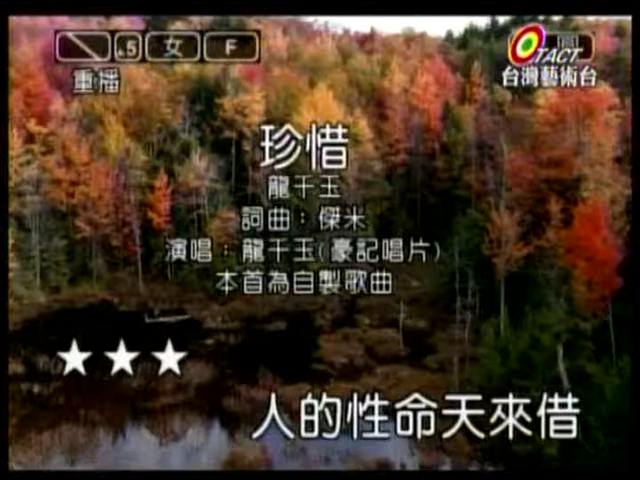 .5 女 F
重播
TACT
台灣藝術台
珍惜
龍千玉
詞曲：傑米
演唱：龍千玉(豪記唱片)
本首為自製歌曲
★★★
人的性命天來借